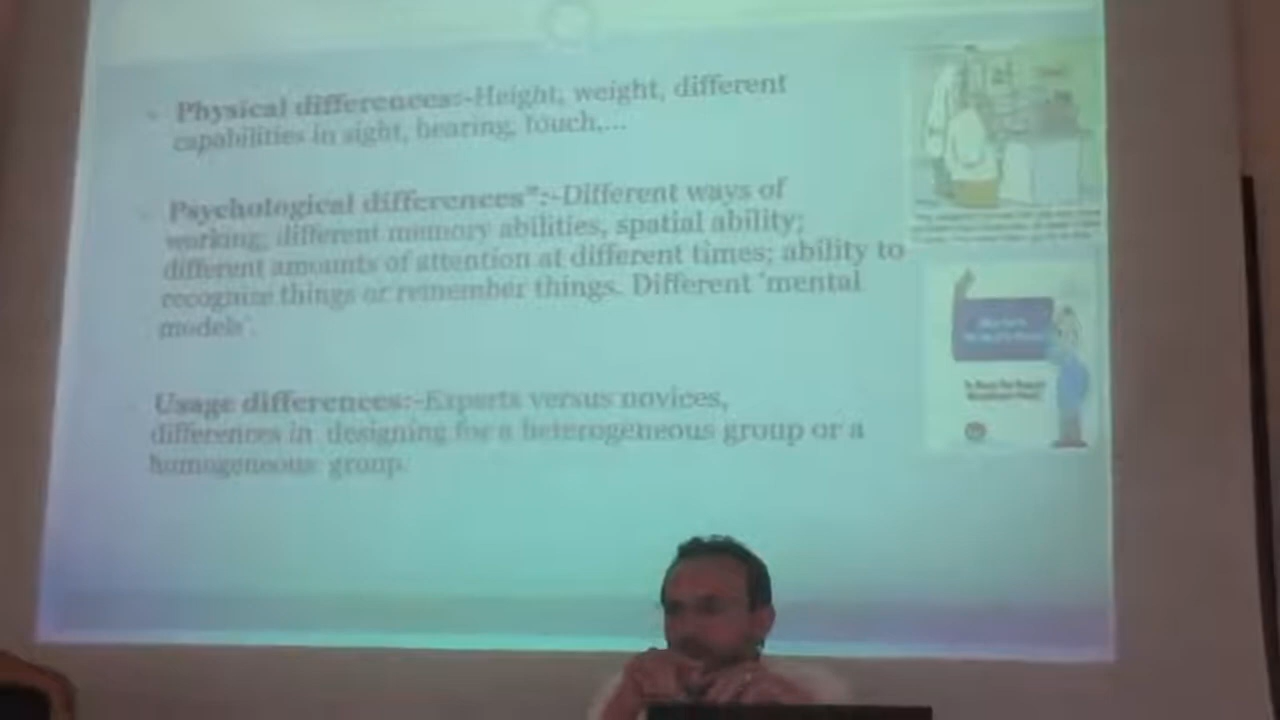 Physical differences:-Height, weight, different
capabilities in sight, hearing, touch,...
Psychological differences":-Different ways of
working; different memory abilities, spatial ability;
different amounts of attention at different times; ability to
recognize things or remember things. Different 'mental
models'.
Usage differences:-Experts versus novices,
differences in designing for a heterogeneous group or a
homogeneous group.